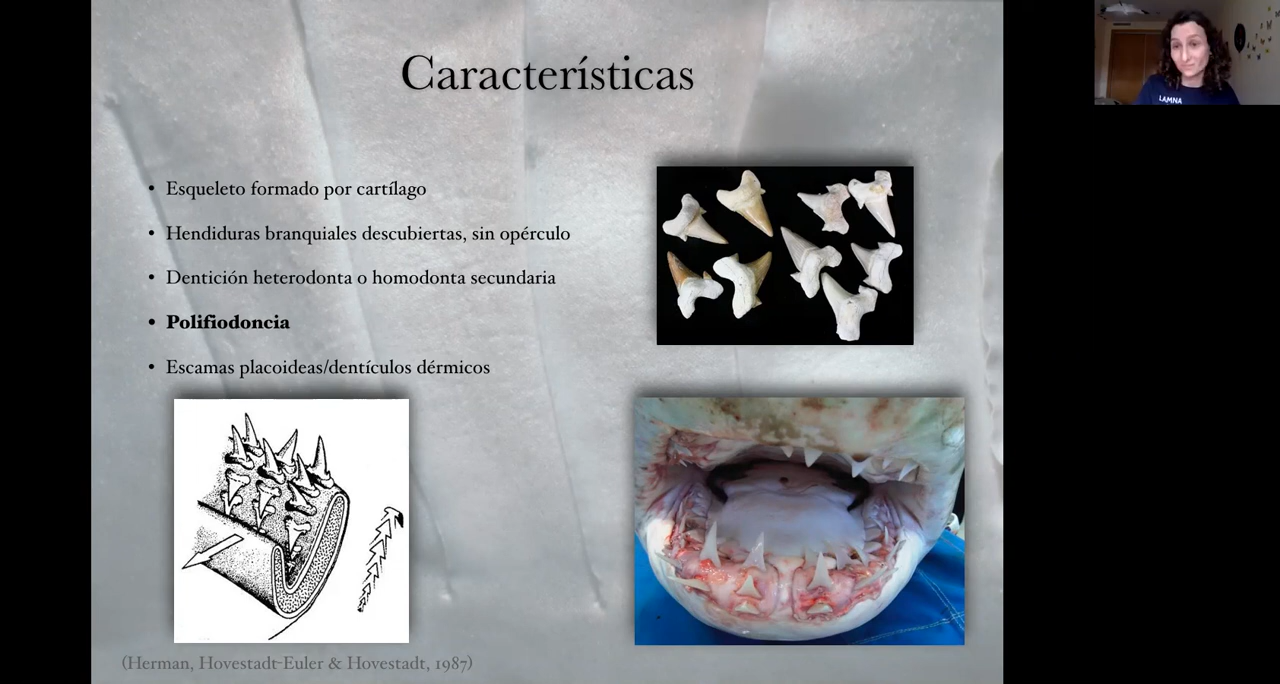 Características
• Esqueleto formado por cartílago
• Hendiduras branquiales descubiertas, sin opérculo
• Dentición heterodonta o homodonta secundaria
• Polifiodoncia
• Escamas placoideas/dentículos dérmicos
(Herman, Hovestadt-Euler & Hovestadt, 1987)
LAMNA